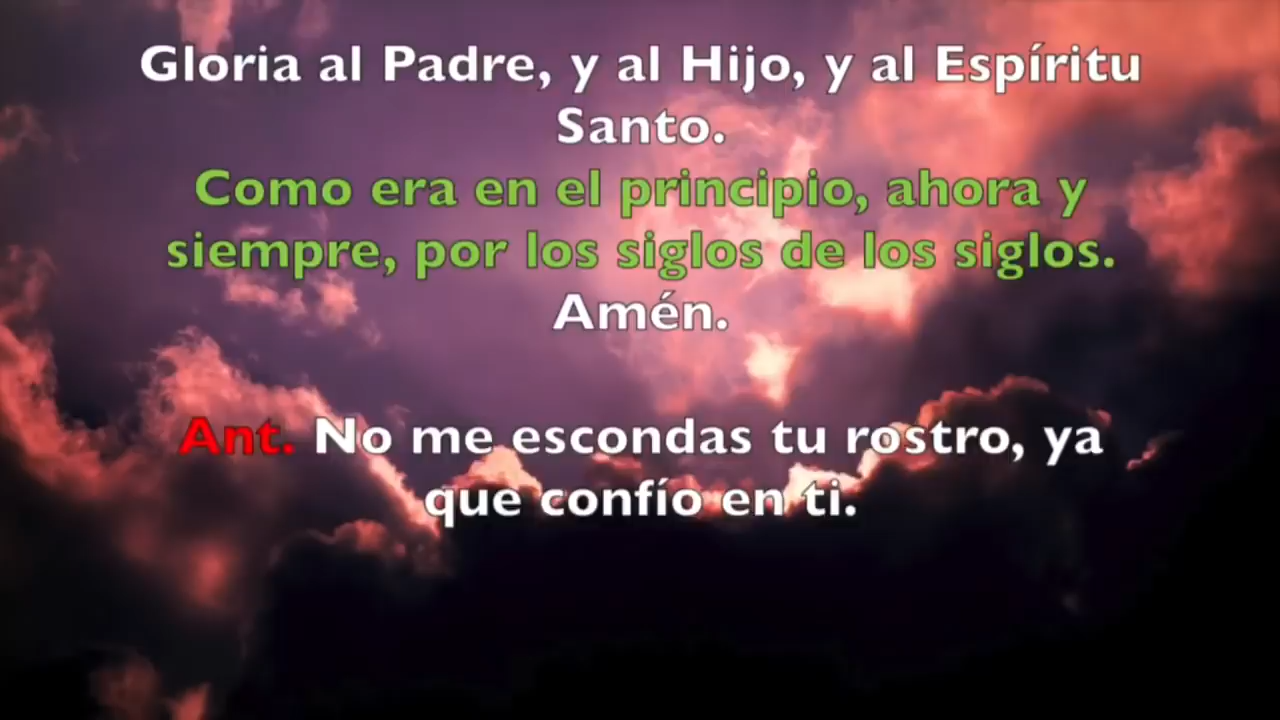 Gloria al Padre, y al Hijo, y al Espíritu
Santo.
Como era en el principio, ahora y
siempre, por los siglos de los siglos.
Amén.
Ant. No me escondas tu rostro, ya
que confío en ti.